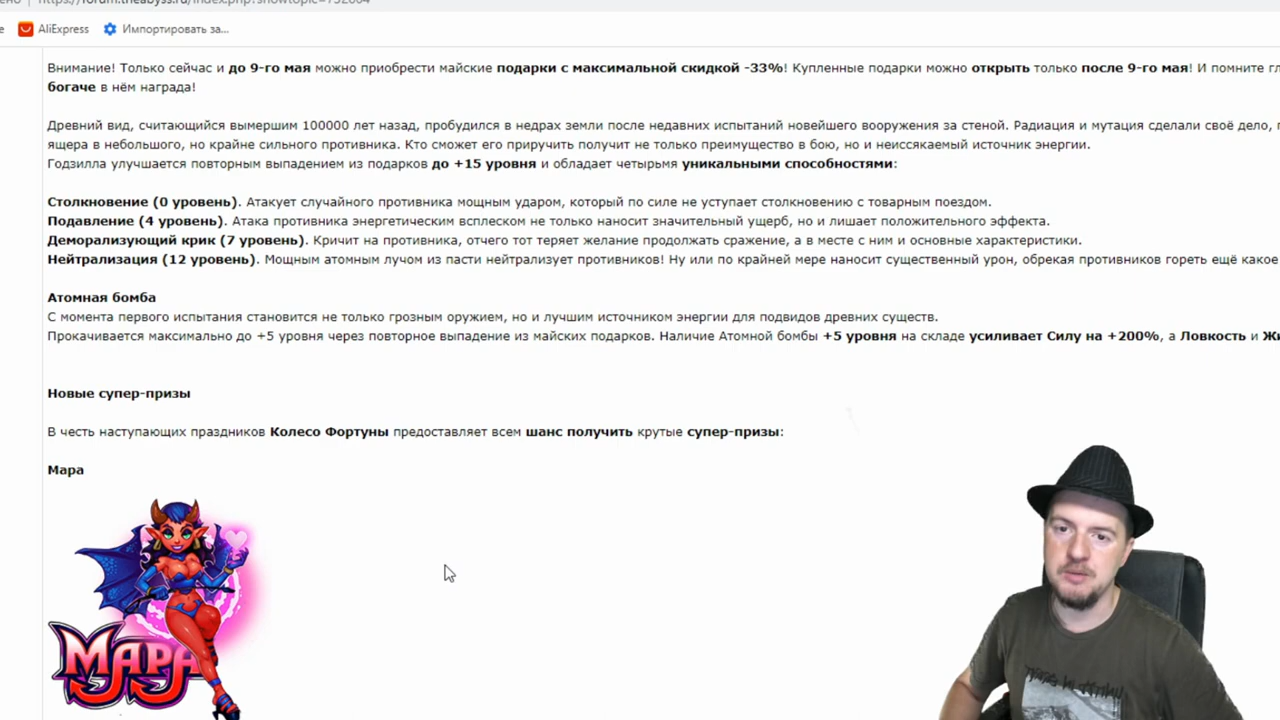 AliExpress
Импортировать за...
Внимание! Только сейчас и до 9-го мая можно приобрести майские подарки с максимальной скидкой -33%! Купленные подарки можно открыть только после 9-го мая! И помните
богаче в нём награда!
Древний вид, считающийся вымершим 100000 лет назад, пробудился в недрах земли после недавних испытаний новейшего вооружения за стеной. Радиация и мутация сделали своё дело,
ящера в небольшого, но крайне сильного противника. Кто сможет его приручить получит не только преимущество в бою, но и неиссякаемый источник энергии.
Годзилла улучшается повторным выпадением из подарков до +15 уровня и обладает четырьмя уникальными способностями:
Столкновение (0 уровень). Атакует случайного противника мощным ударом, который по силе не уступает столкновению с товарным поездом.
Подавление (4 уровень). Атака противника энергетическим всплеском не только наносит значительный ущерб, но и лишает положительного эффекта.
Деморализующий крик (7 уровень). Кричит на противника, отчего тот теряет желание продолжать сражение, а в месте с ним и основные характеристики.
Нейтрализация (12 уровень). Мощным атомным лучом из пасти нейтрализует противников! Ну или по крайней мере наносит существенный урон, обрекая противников гореть ещё какое
Атомная бомба
С момента первого испытания становится не только грозным оружием, но и лучшим источником энергии для подвидов древних существ.
Прокачивается максимально до +5 уровня через повторное выпадение из майских подарков. Наличие Атомной бомбы +5 уровня на складе усиливает Силу на +200%, а Ловкость и
Новые супер-призы
В честь наступающих праздников Колесо Фортуны предоставляет всем шанс получить крутые супер-призы:
Мара
МАРА